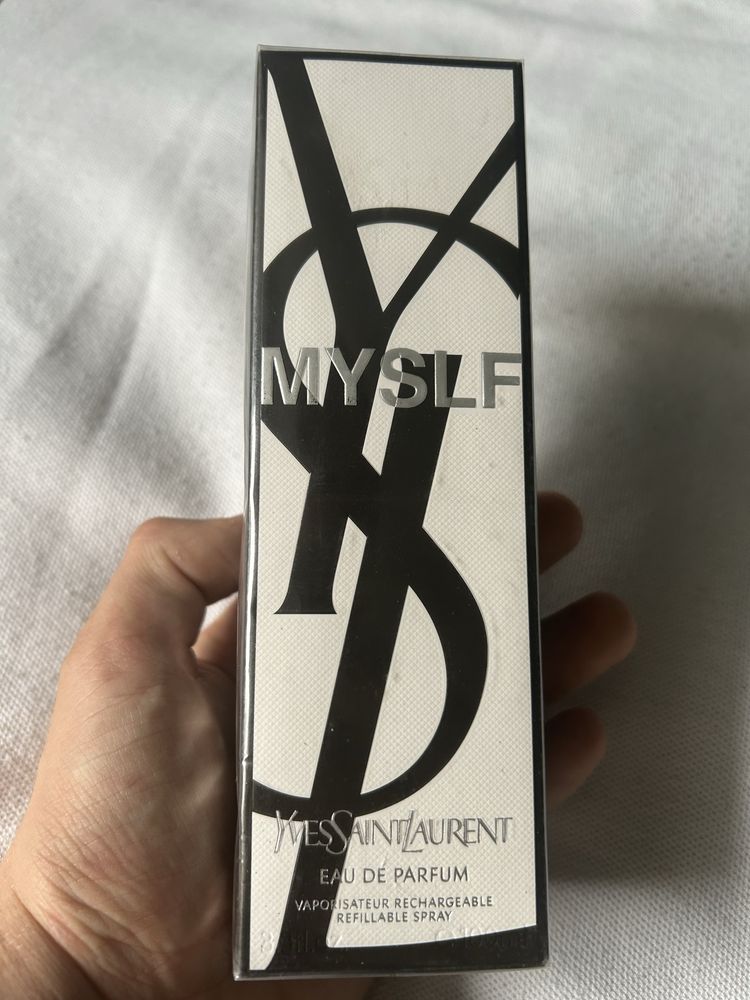 MYSLF
YVESSAINTLAURENT
EAU DE PARFUM
VAPORISATEUR RECHARGEABLE
REFILLABLE SPRAY